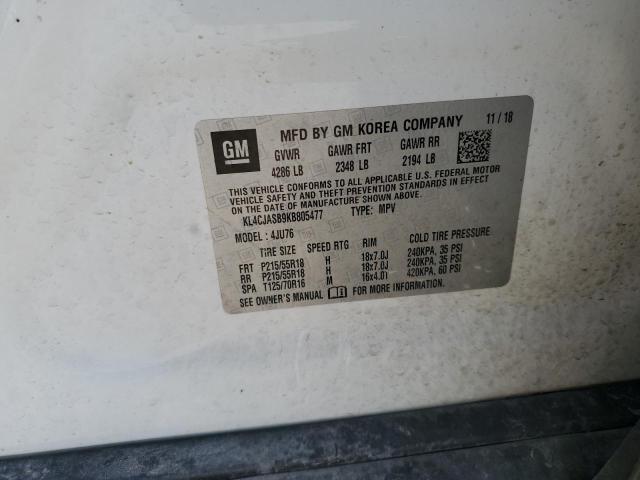 GM
MFD BY GM KOREA COMPANY 11 / 18
GVWR GAWR FRT GAWR RR
4286 LB 2348 LB 2194 LB
THIS VEHICLE CONFORMS TO ALL APPLICABLE U.S. FEDERAL MOTOR
VEHICLE SAFETY AND THEFT PREVENTION STANDARDS IN EFFECT
ON THE DATE OF MANUFACTURE SHOWN ABOVE.
KL4CJASB9KB805477 TYPE: MPV
MODEL: 4JU76
TIRE SIZE SPEED RTG RIM COLD TIRE PRESSURE
FRT P215/55R18 H 18x7.0J 240KPA, 35 PSI
RR P215/55R18 H 18x7.0J 240KPA, 35 PSI
SPA T125/70R16 M 16x4.0T 420KPA, 60 PSI
SEE OWNER'S MANUAL FOR MORE INFORMATION.